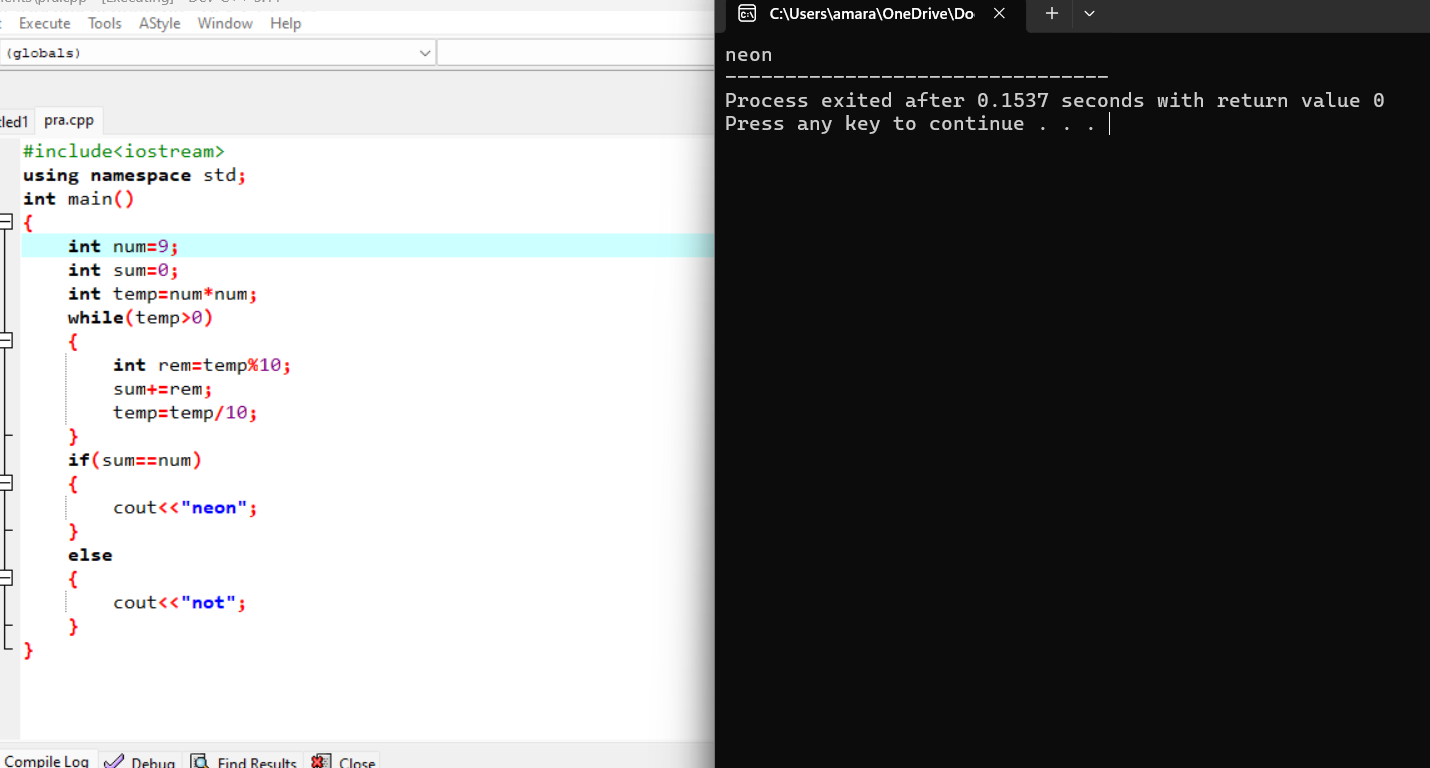 Execute Tools AStyle Window Help
(globals)
pra.cpp
#include<iostream>
using namespace std;
int main()
{
int num=9;
int sum=0;
int temp=num*num;
while(temp>0)
{
int rem=temp%10;
sum+=rem;
temp=temp/10;
}
if(sum==num)
{
cout<<"neon";
}
else
{
cout<<"not";
}
}
Compile Log Debug Find Results Close
C:\Users\amara\OneDrive\Do
neon
--------------------------------
Process exited after 0.1537 seconds with return value 0
Press any key to continue . . .